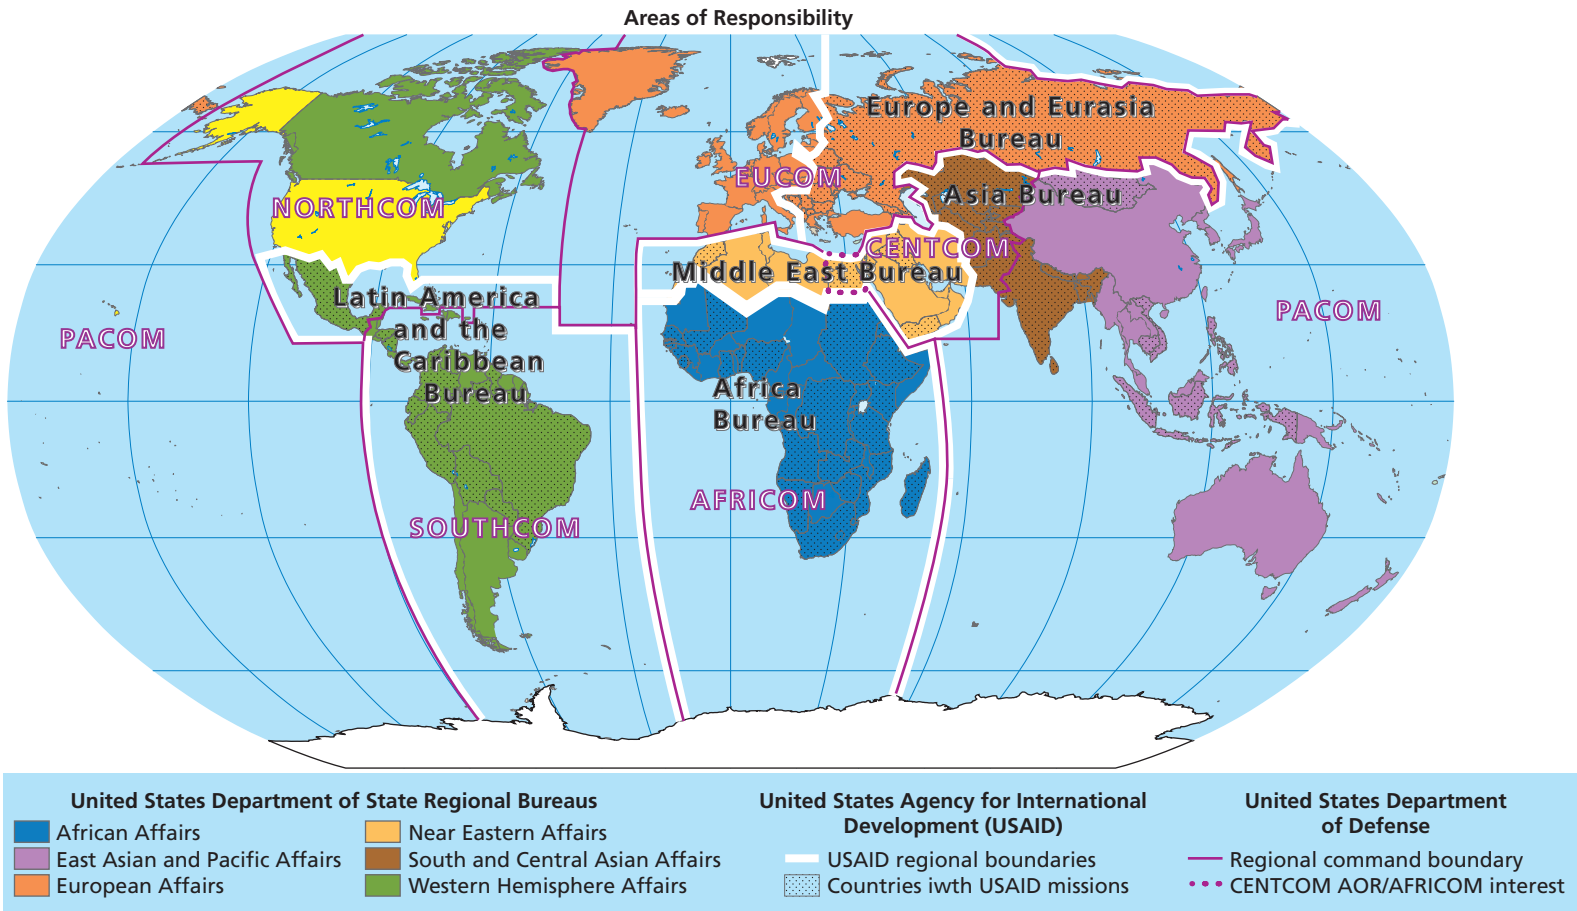 Areas of Responsibility
Europe and Eurasia
Bureau
EUCOM
Asia Bureau
NORTHCOM
CENTCOM
Middle East Bureau
Latin America
and the
Caribbean
Bureau
PACOM
PACOM
Africa
Bureau
AFRICOM
SOUTHCOM
United States Department of State Regional Bureaus
African Affairs
East Asian and Pacific Affairs
European Affairs
Near Eastern Affairs
South and Central Asian Affairs
Western Hemisphere Affairs
United States Agency for International
Development (USAID)
USAID regional boundaries
Countries iwth USAID missions
United States Department
of Defense
Regional command boundary
CENTCOM AOR/AFRICOM interest